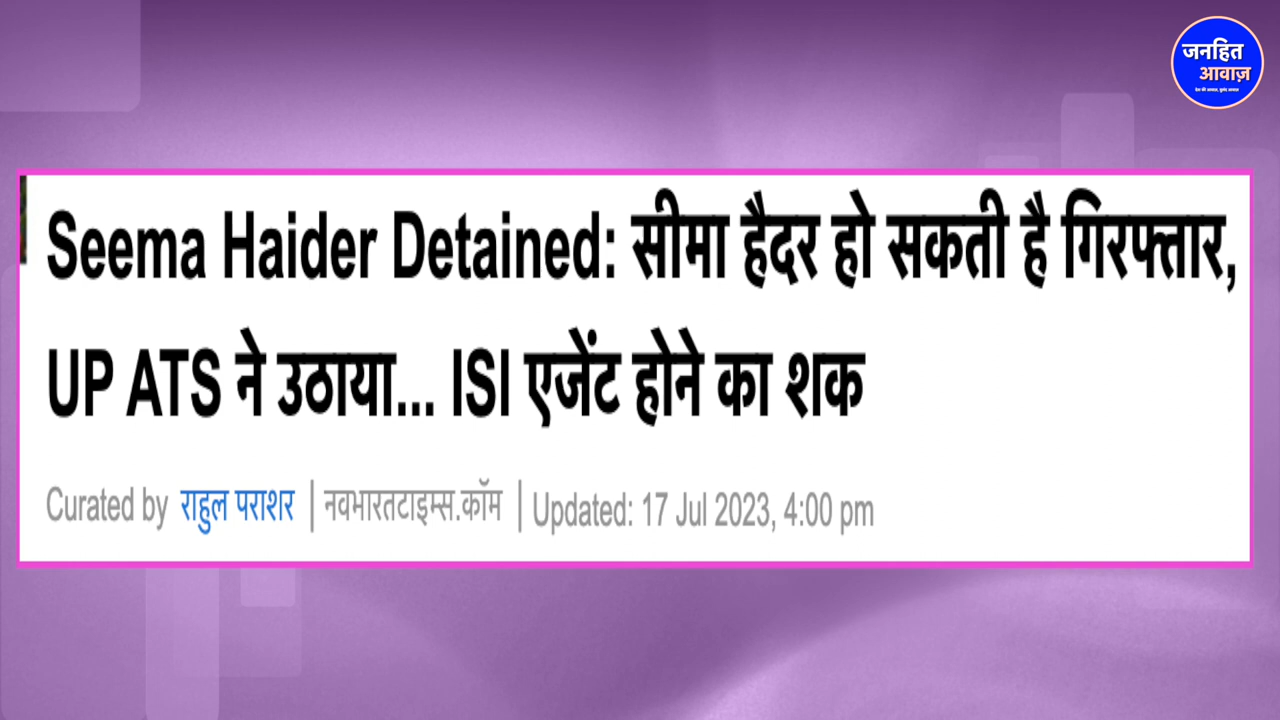 जनहित
आवाज़
Seema Haider Detained: सीमा हैदर हो सकती है गिरफ्तार,
UP ATS ने उठाया... ISI एजेंट होने का शक
Curated by राहुल पराशर | नवभारतटाइम्स.कॉम | Updated: 17 Jul 2023, 4:00 pm